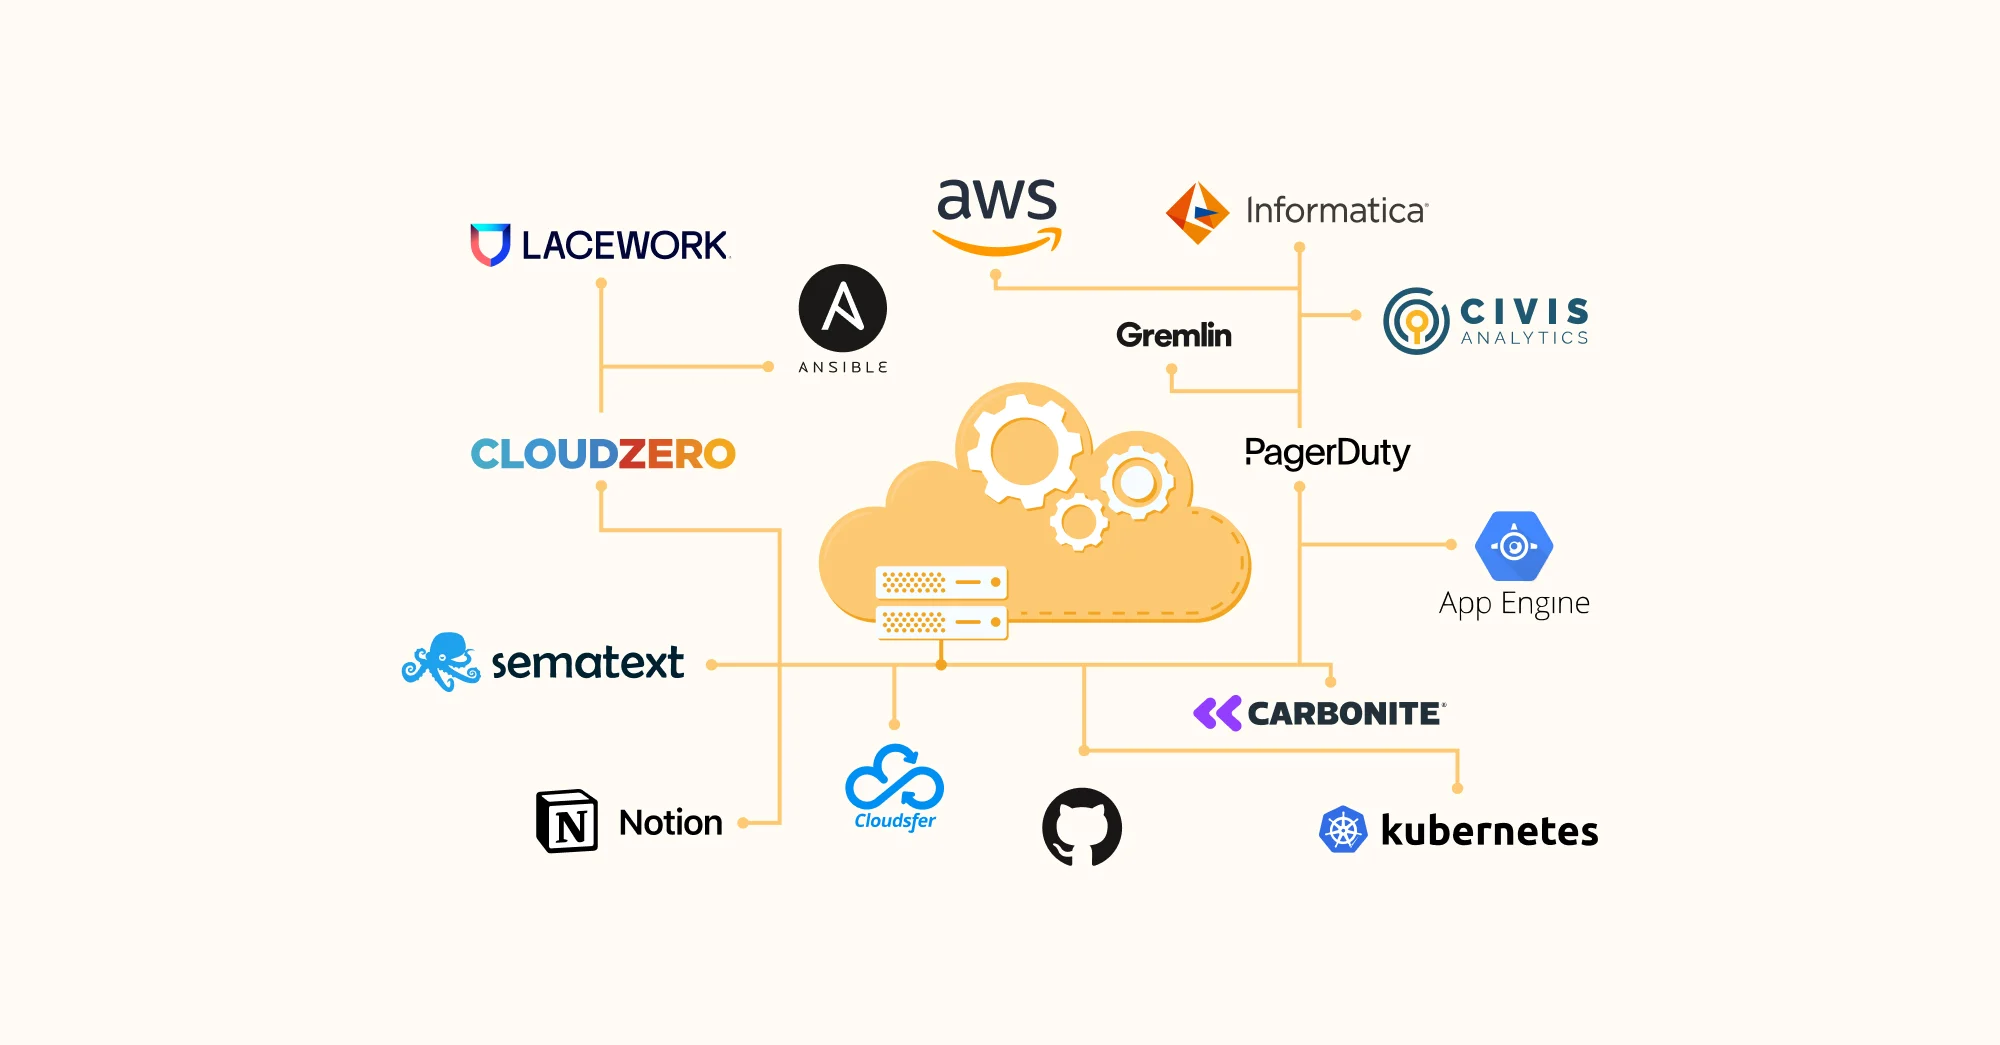 aws
Informatica®
LACEWORK.
CIVIS
ANALYTICS
Gremlin
ANSIBLE
CLOUDZERO
PagerDuty
App Engine
sematext
CARBONITE®
N Notion
Cloudsfer
kubernetes